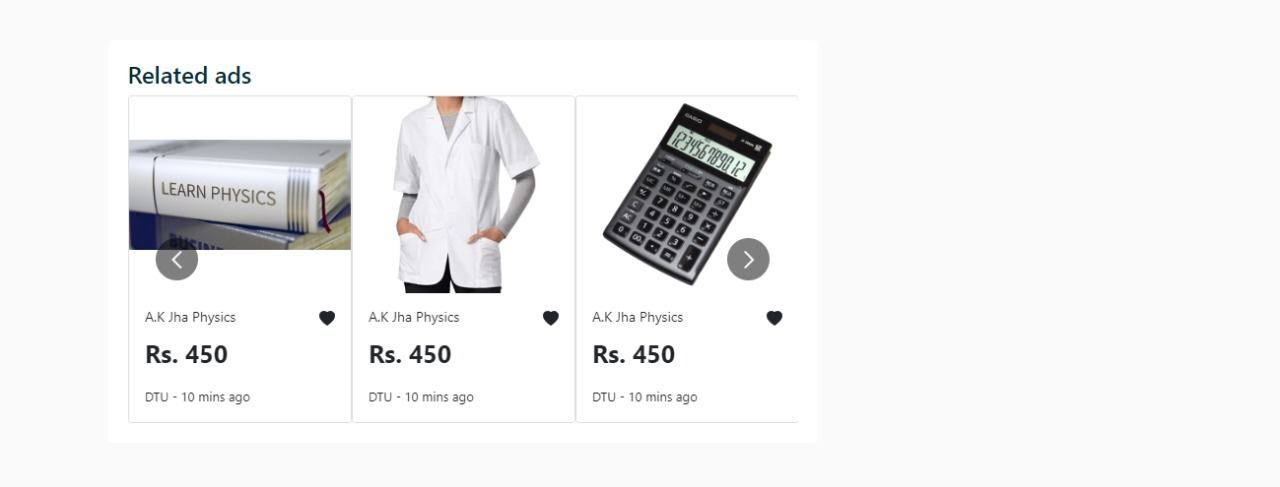 Related ads
LEARN PHYSICS
CASIO
123456789012
A.K Jha Physics
Rs. 450
DTU - 10 mins ago
A.K Jha Physics
Rs. 450
DTU - 10 mins ago
A.K Jha Physics
Rs. 450
DTU - 10 mins ago